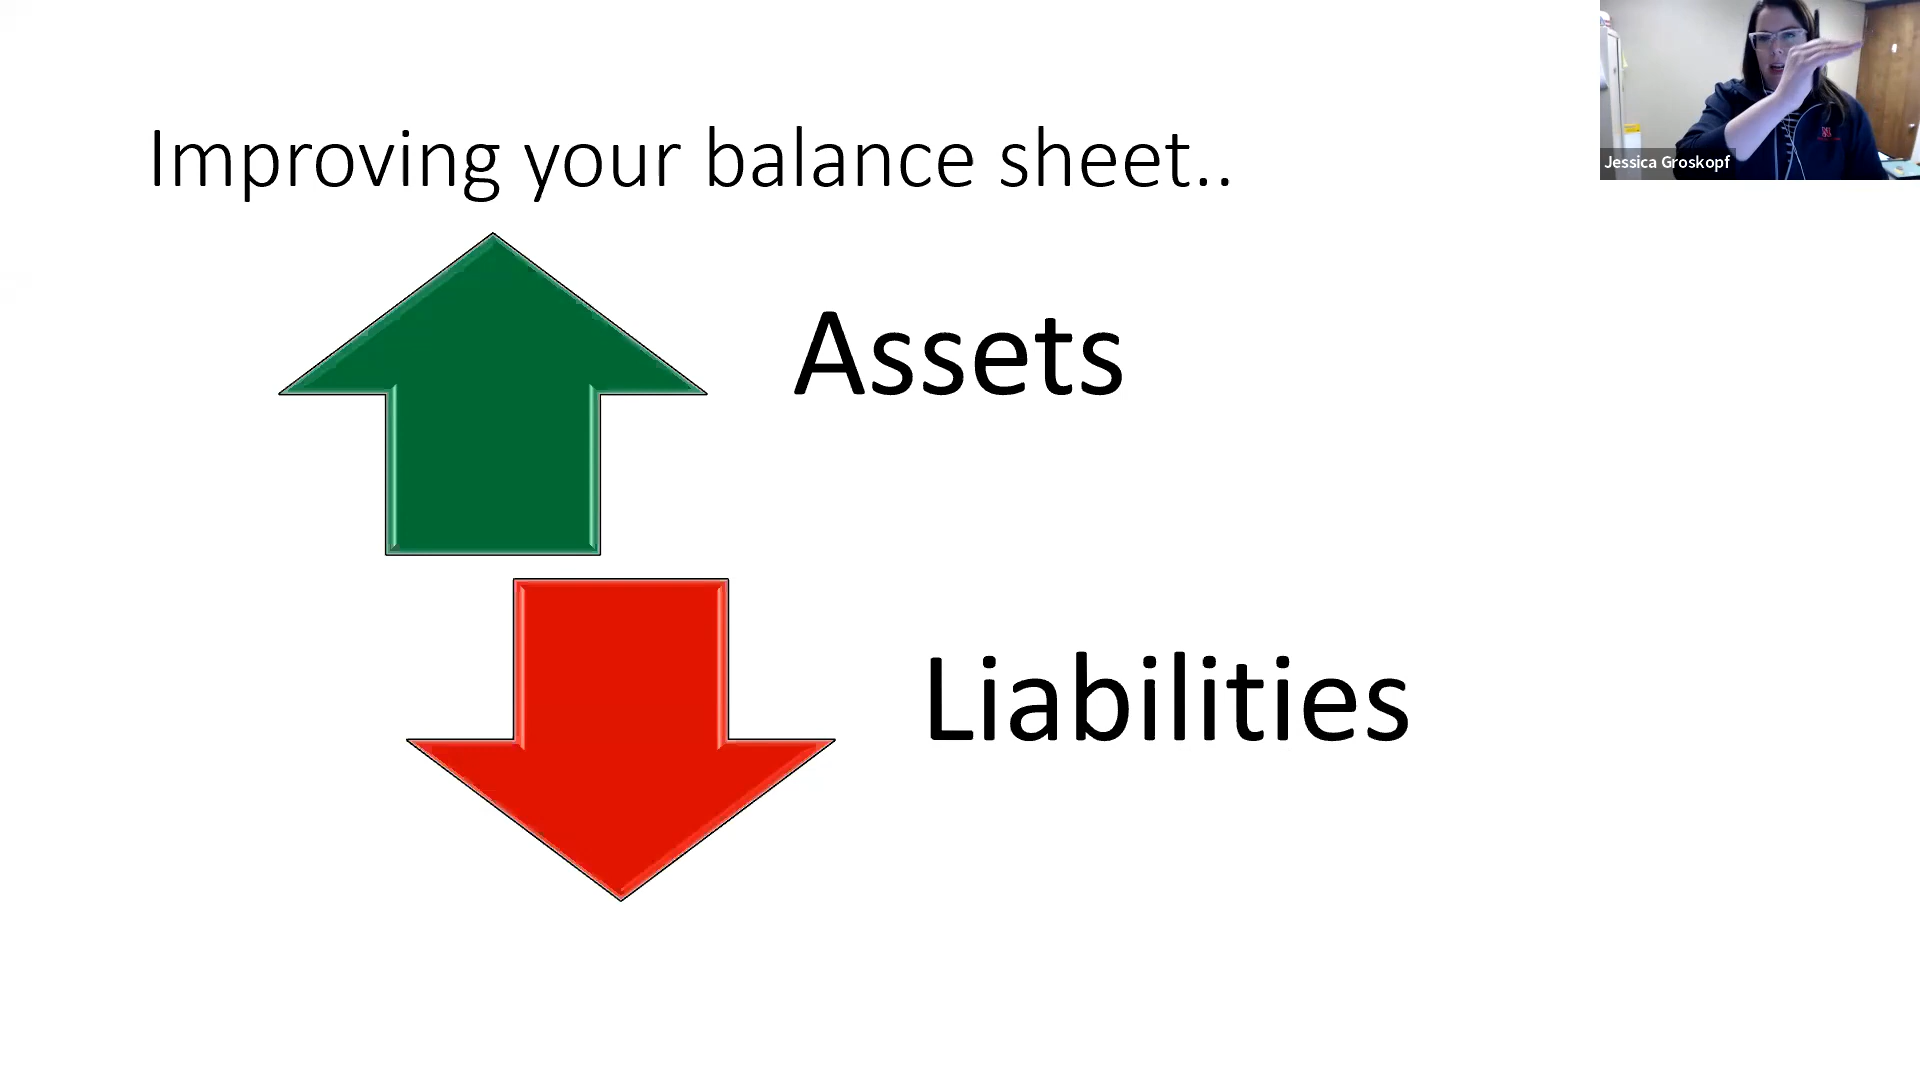 Improving your balance sheet..
Jessica Groskopf
Assets
Liabilities